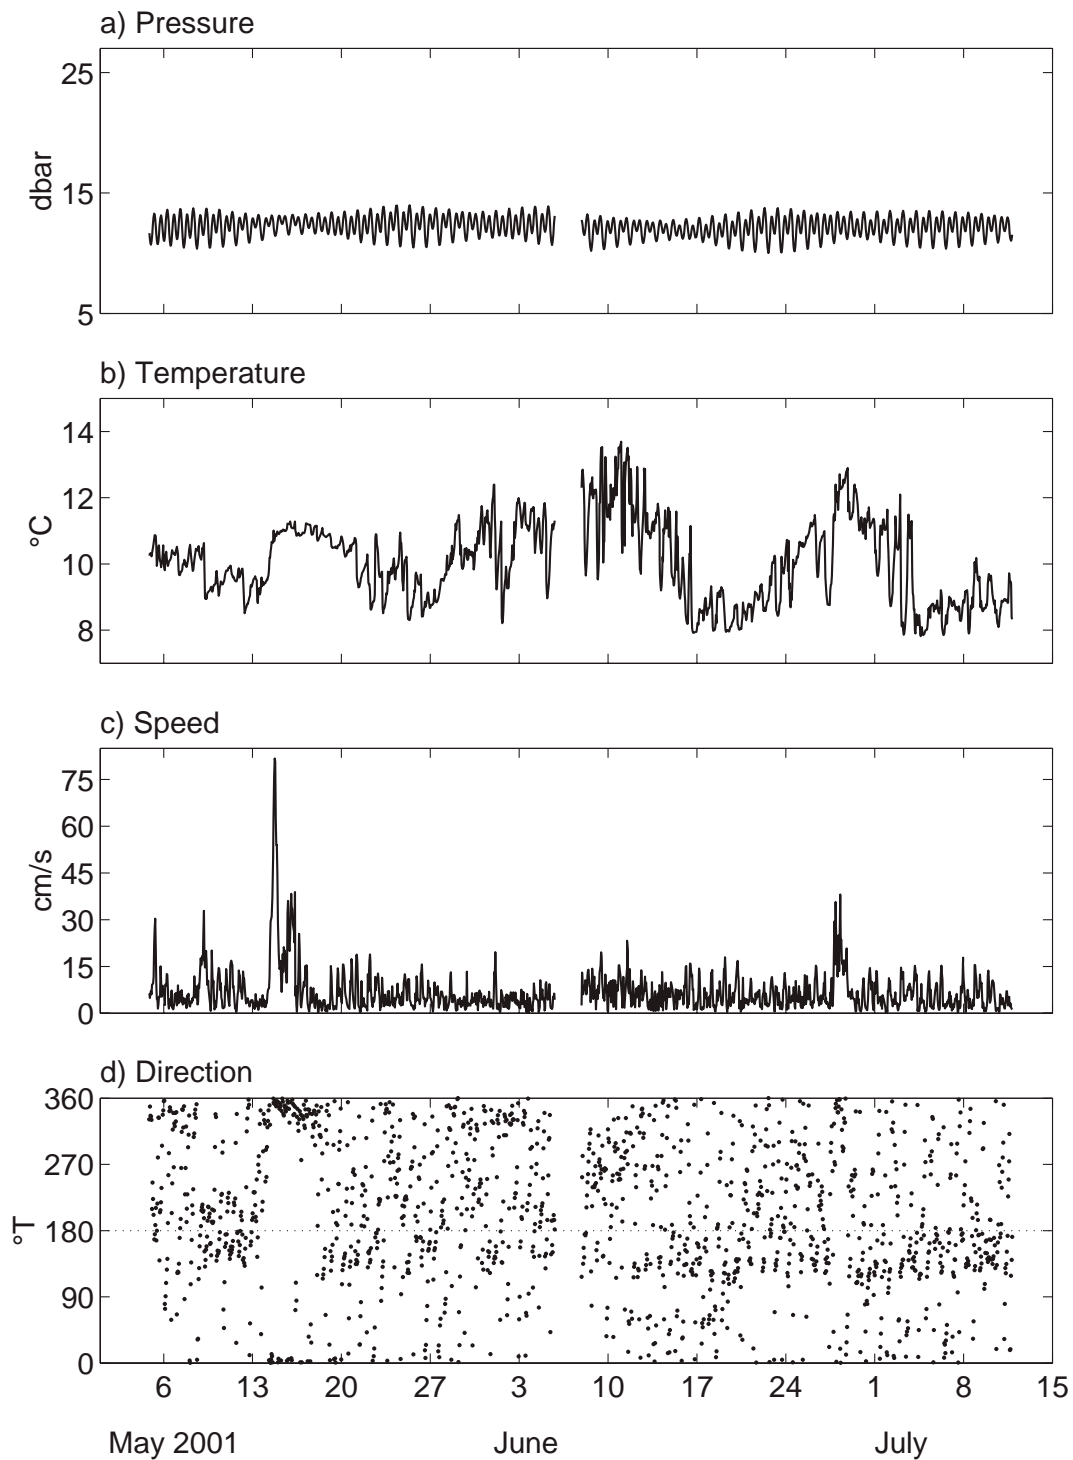 a) Pressure
25
15
5
dbar
b) Temperature
14
12
10
8
°C
c) Speed
75
60
45
30
15
0
cm/s
d) Direction
360
270
180
90
0
°T
6 13 20 27 3 10 17 24 1 8 15
May 2001 June July